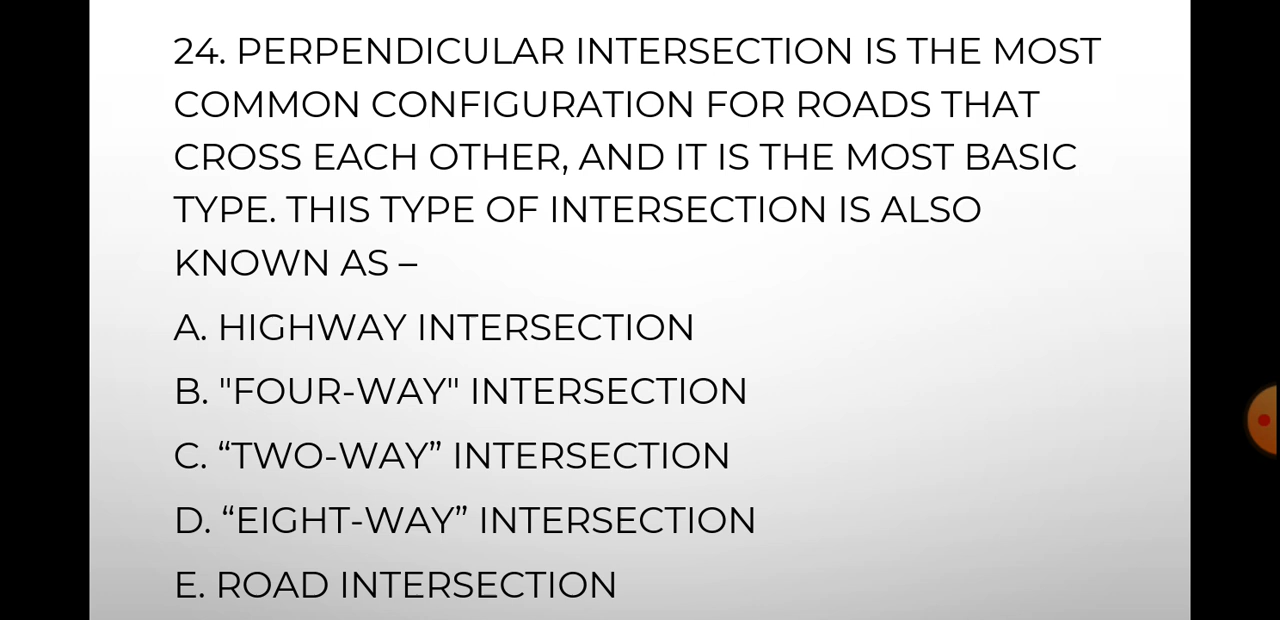 24. PERPENDICULAR INTERSECTION IS THE MOST
COMMON CONFIGURATION FOR ROADS THAT
CROSS EACH OTHER, AND IT IS THE MOST BASIC
TYPE. THIS TYPE OF INTERSECTION IS ALSO
KNOWN AS –
A. HIGHWAY INTERSECTION
B. "FOUR-WAY" INTERSECTION
C. “TWO-WAY” INTERSECTION
D. “EIGHT-WAY” INTERSECTION
E. ROAD INTERSECTION